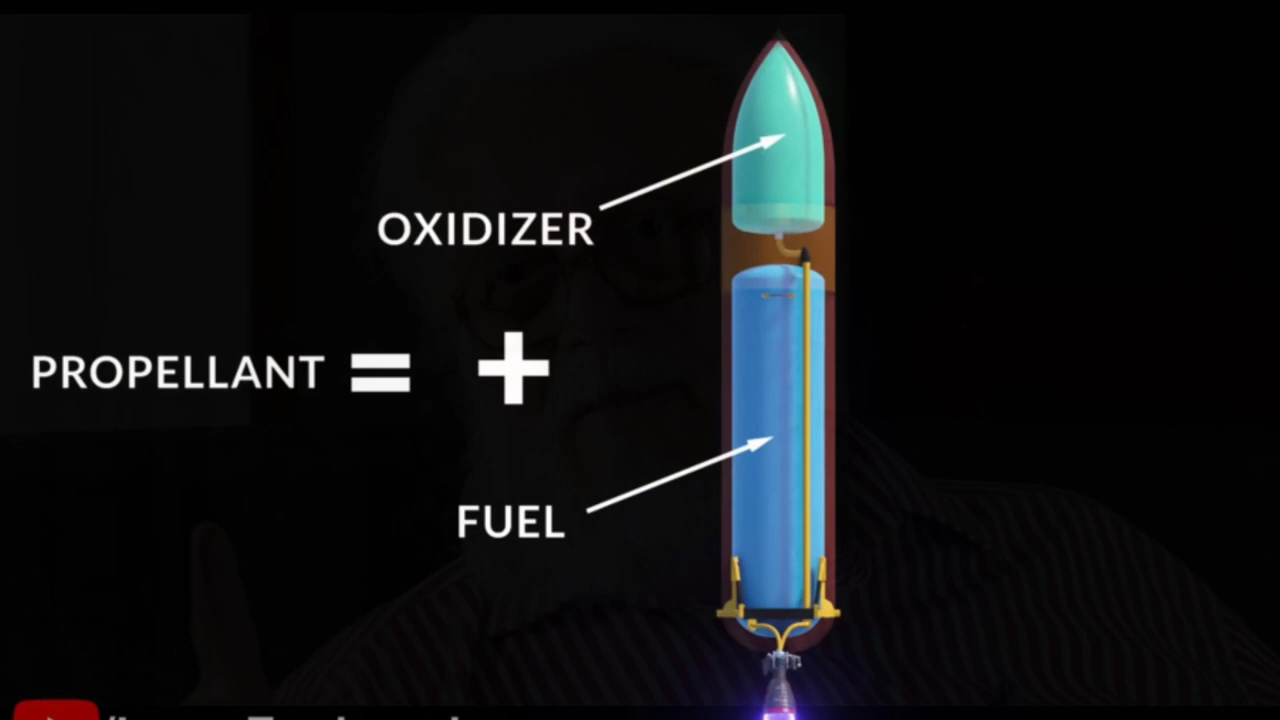 OXIDIZER
PROPELLANT = +
FUEL